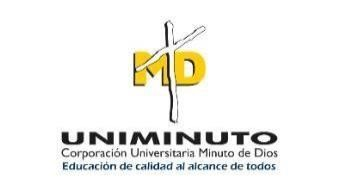 MD
UNIMINUTO
Corporación Universitaria Minuto de Dios
Educación de calidad al alcance de todos